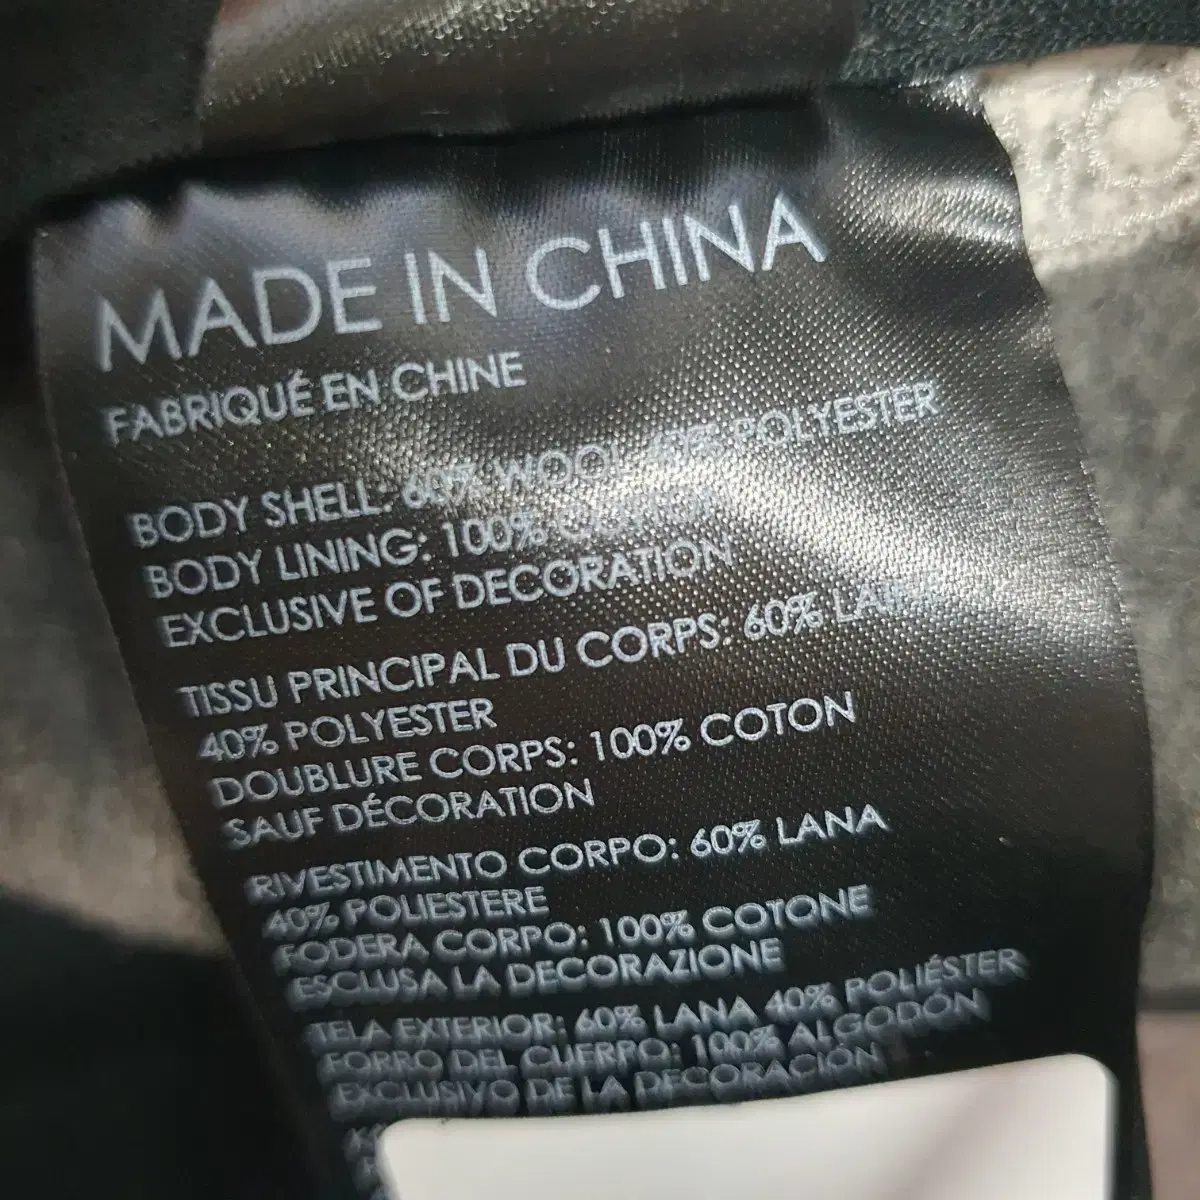 MADE IN CHINA
FABRIQUÉ EN CHINE
BODY SHELL: 60% WOOL 40% POLYESTER
BODY LINING: 100% COTTON
EXCLUSIVE OF DECORATION
TISSU PRINCIPAL DU CORPS: 60% LAINE
40% POLYESTER
DOUBLURE CORPS: 100% COTON
SAUF DÉCORATION
RIVESTIMENTO CORPO: 60% LANA
40% POLIESTERE
FODERA CORPO: 100% COTONE
ESCLUSA LA DECORAZIONE
TELA EXTERIOR: 60% LANA 40% POLIÉSTER
FORRO DEL CUERPO: 100% ALGODÓN
EXCLUSIVO DE LA DECORACIÓN